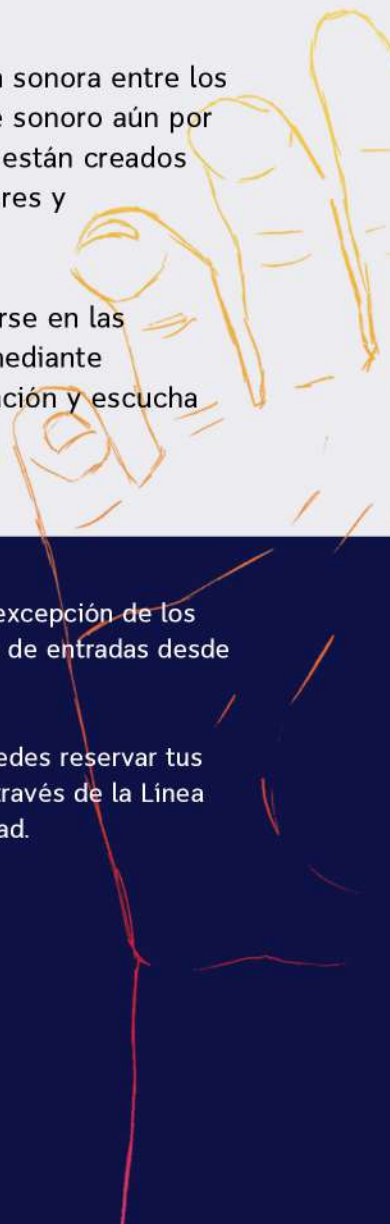 sonora entre los
sonoro aún por
están creados
res y
rse en las
mediante
ción y escucha
excepción de los
de entradas desde
edes reservar tus
través de la Línea
ad.